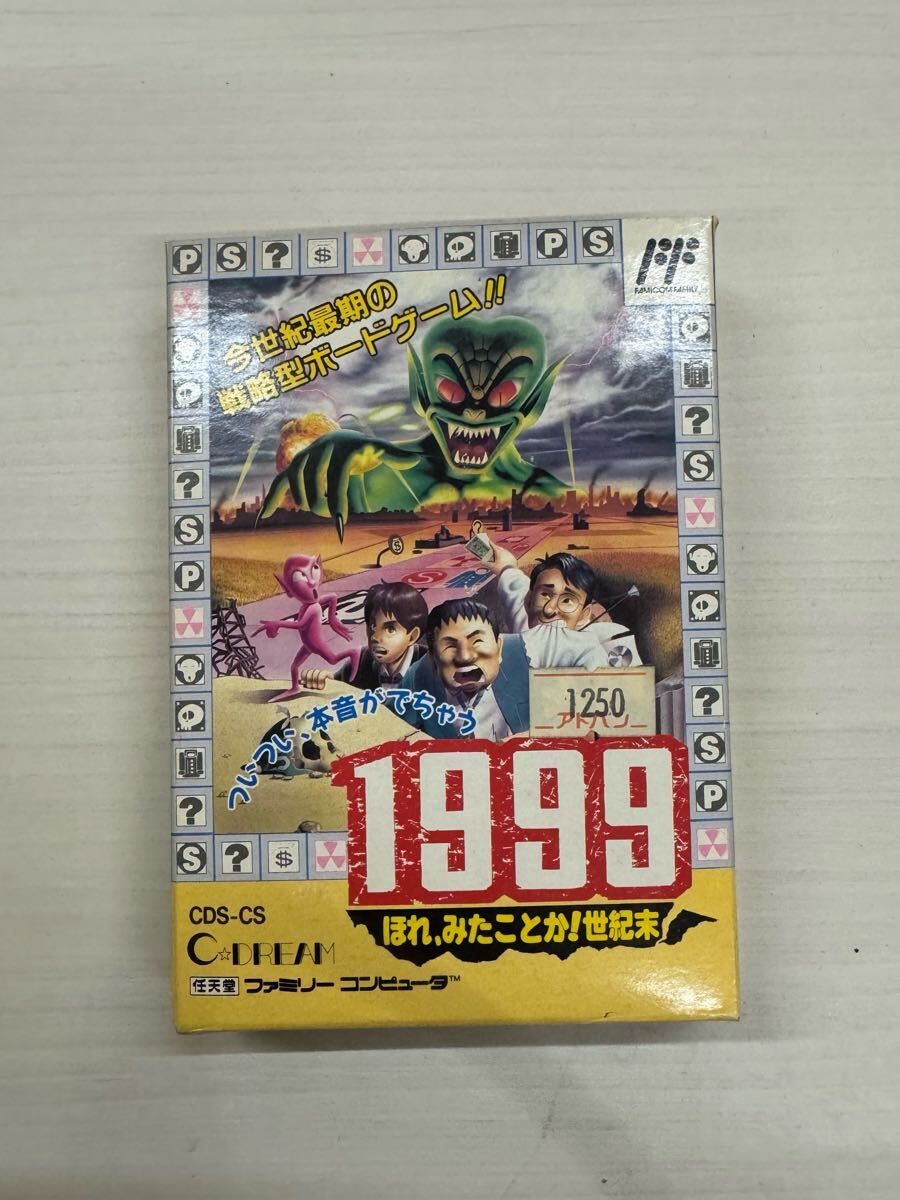 P S ? $ P S
FAMICOM FAMILY
今世紀最期の
戦略型ボードゲーム!!
つい、つい、本音がでちゃう
1250
アドバン
1999
ほれ、みたことか!世紀末
S ? $
CDS-CS
C☆DREAM
任天堂 ファミリー コンピュータ™